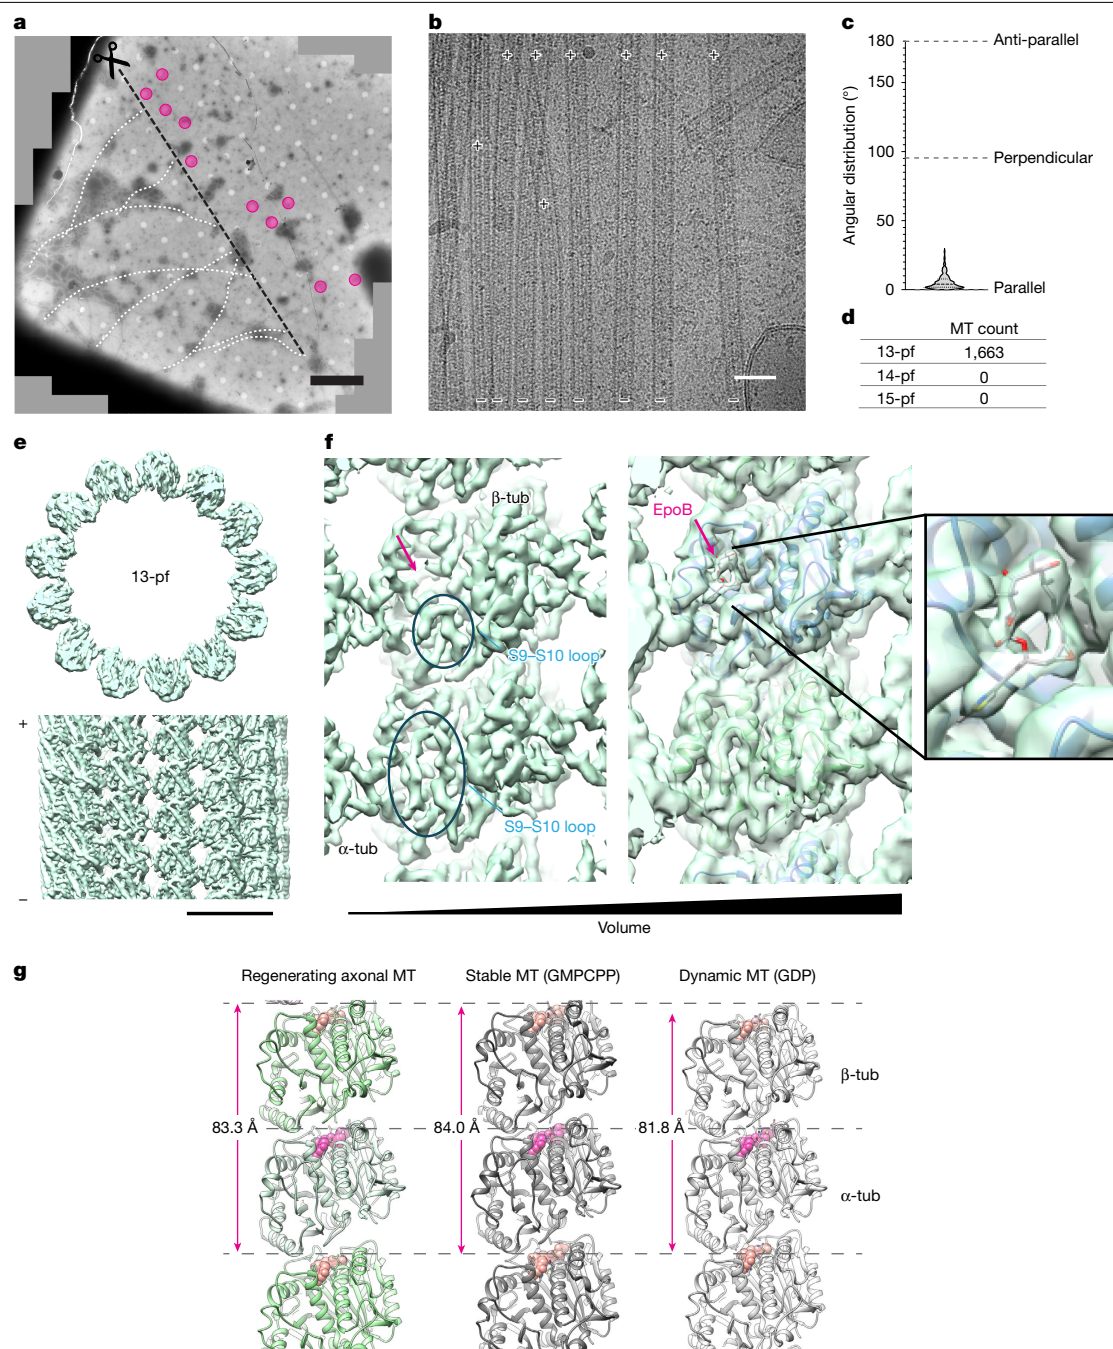 a
b
+ + + + + +
+
+
– – – – – – – –
c
180
150
100
50
0
Angular distribution (°)
Anti-parallel
Perpendicular
Parallel
d
MT count
13-pf 1,663
14-pf 0
15-pf 0
e
13-pf
+
–
f
β-tub
S9–S10 loop
S9–S10 loop
α-tub
EpoB
Volume
g
Regenerating axonal MT Stable MT (GMPCPP) Dynamic MT (GDP)
β-tub
83.3 Å 84.0 Å 81.8 Å
α-tub